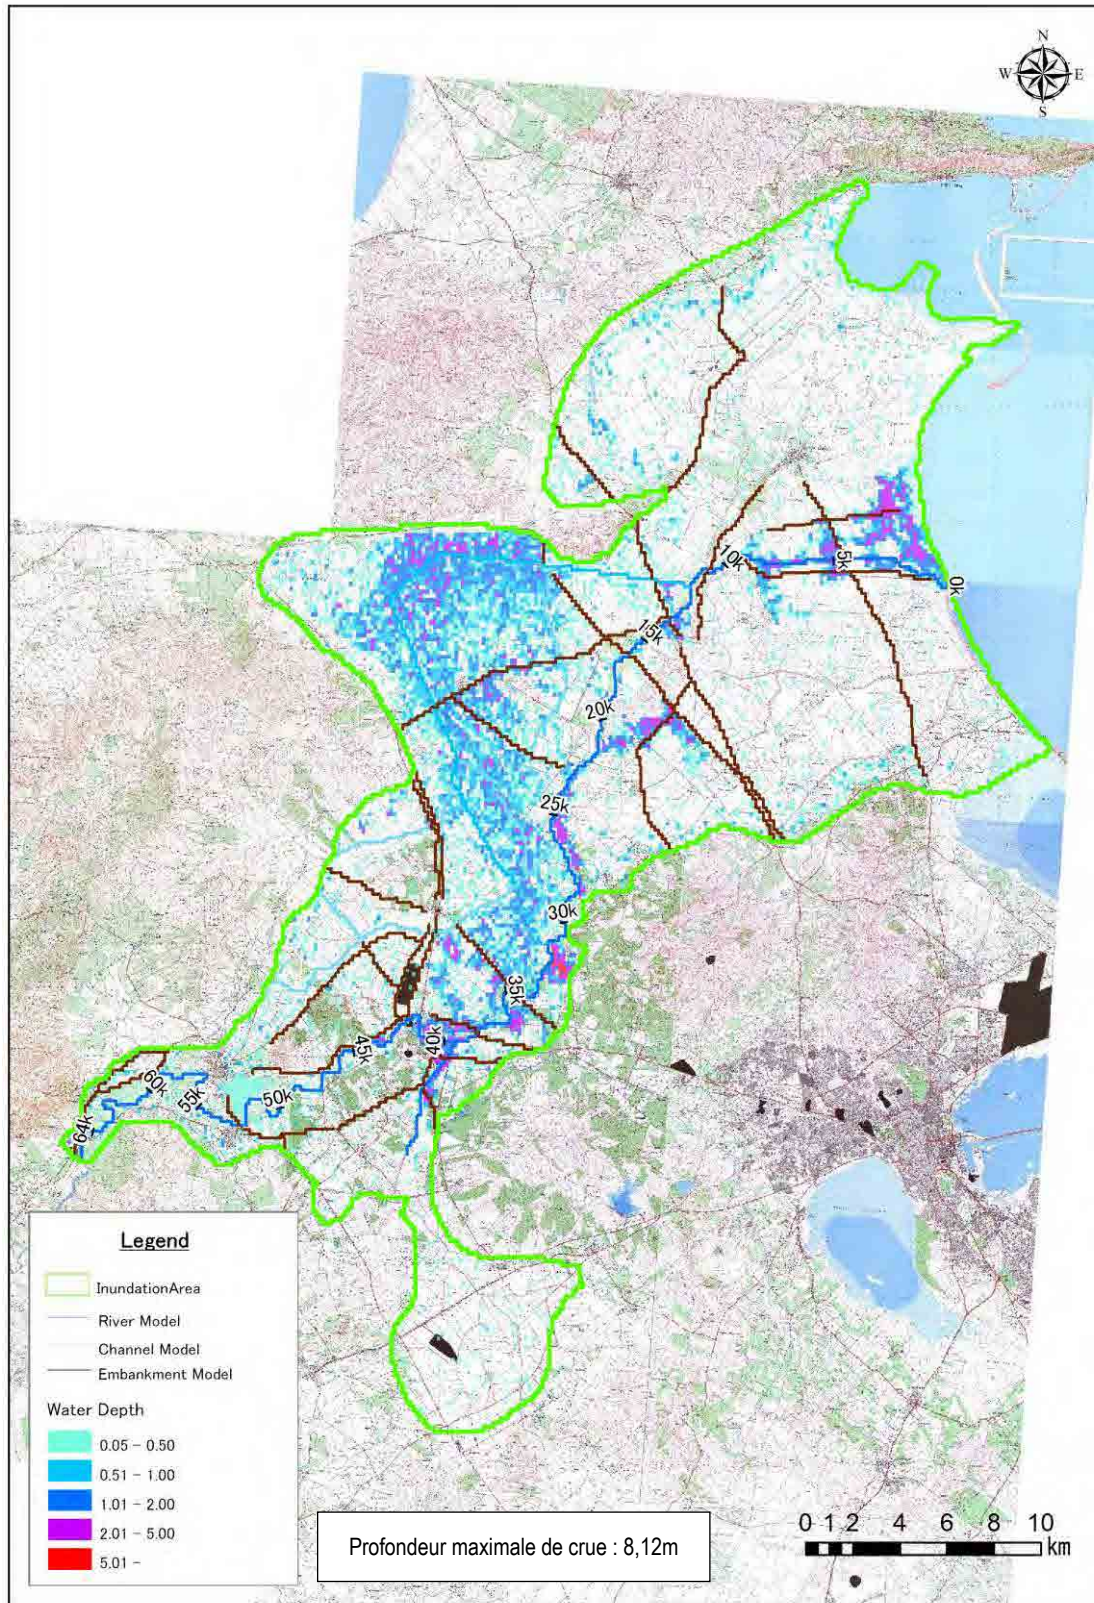 N
W E
S
10k
5k
0k
15k
20k
25k
30k
35k
40k
45k
50k
55k
60k
64k
Legend
InundationArea
River Model
Channel Model
Embankment Model
Water Depth
0.05 - 0.50
0.51 - 1.00
1.01 - 2.00
2.01 - 5.00
5.01 -
Profondeur maximale de crue : 8,12m
0 1 2 4 6 8 10
km